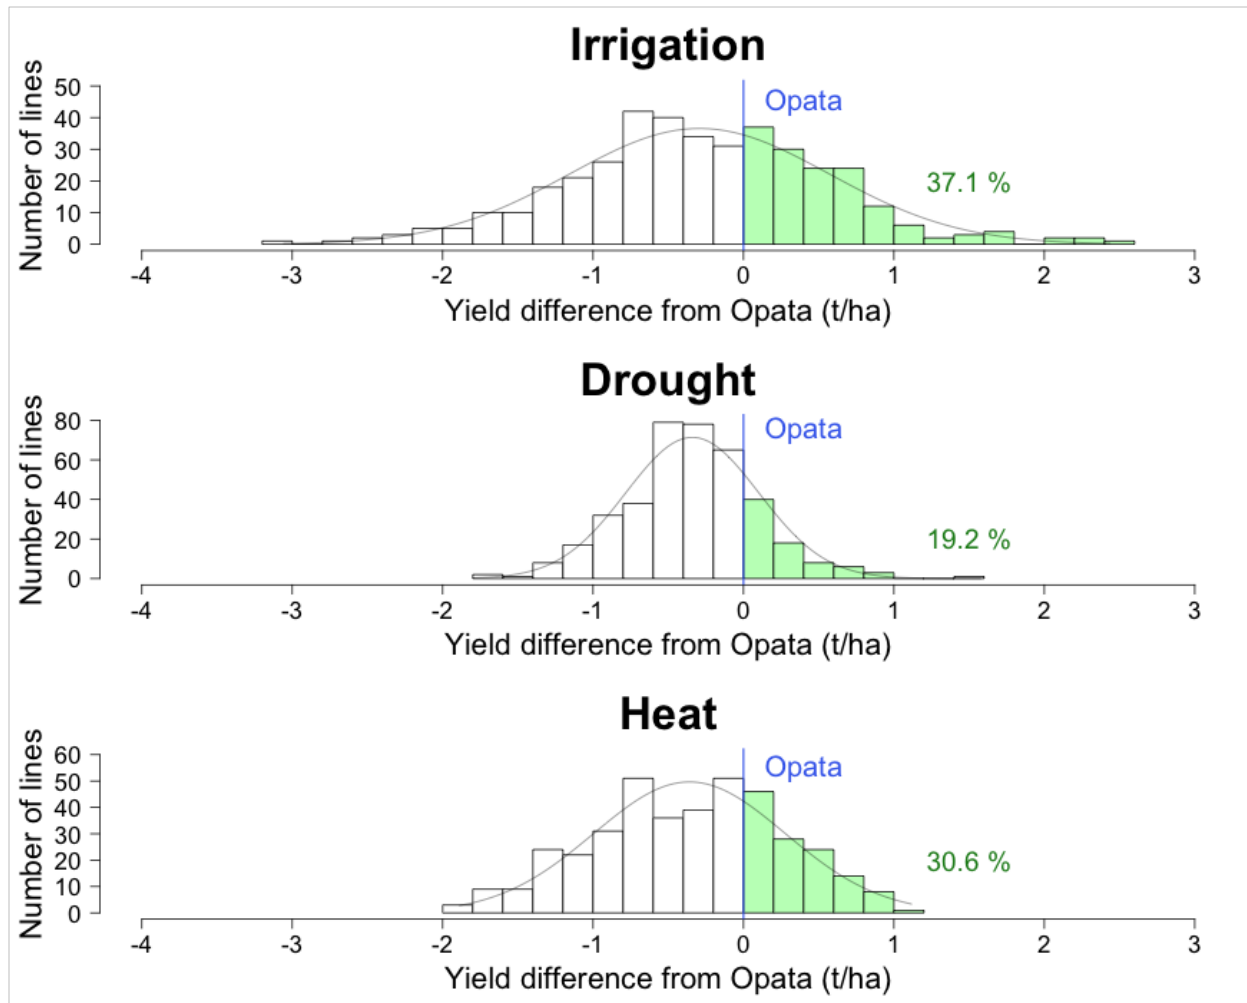 Irrigation
Number of lines
50
40
30
20
10
0
Opata
37.1 %
-4 -3 -2 -1 0 1 2 3
Yield difference from Opata (t/ha)
Drought
Number of lines
80
60
40
20
0
Opata
19.2 %
-4 -3 -2 -1 0 1 2 3
Yield difference from Opata (t/ha)
Heat
Number of lines
60
50
40
30
20
10
0
Opata
30.6 %
-4 -3 -2 -1 0 1 2 3
Yield difference from Opata (t/ha)